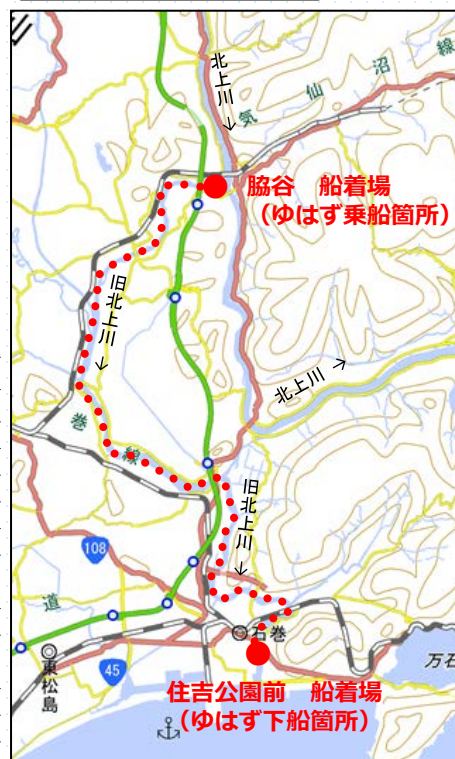 北上川→
気仙沼線
脇谷 船着場
(ゆはず乗船箇所)
旧北上川→
北上川→
巻線
旧北上川→
108
道
石巻
45
東松島
万石
住吉公園前 船着場
(ゆはず下船箇所)